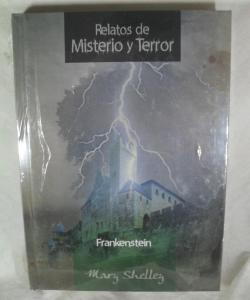 Relatos de
Misterio y Terror
Frankenstein
Mary Shelley